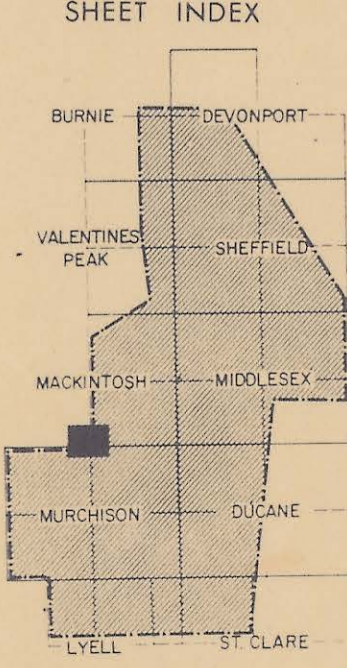 SHEET INDEX
BURNIE DEVONPORT
VALENTINES
PEAK
SHEFFIELD
MACKINTOSH MIDDLESEX
MURCHISON DUCANE
LYELL ST. CLARE